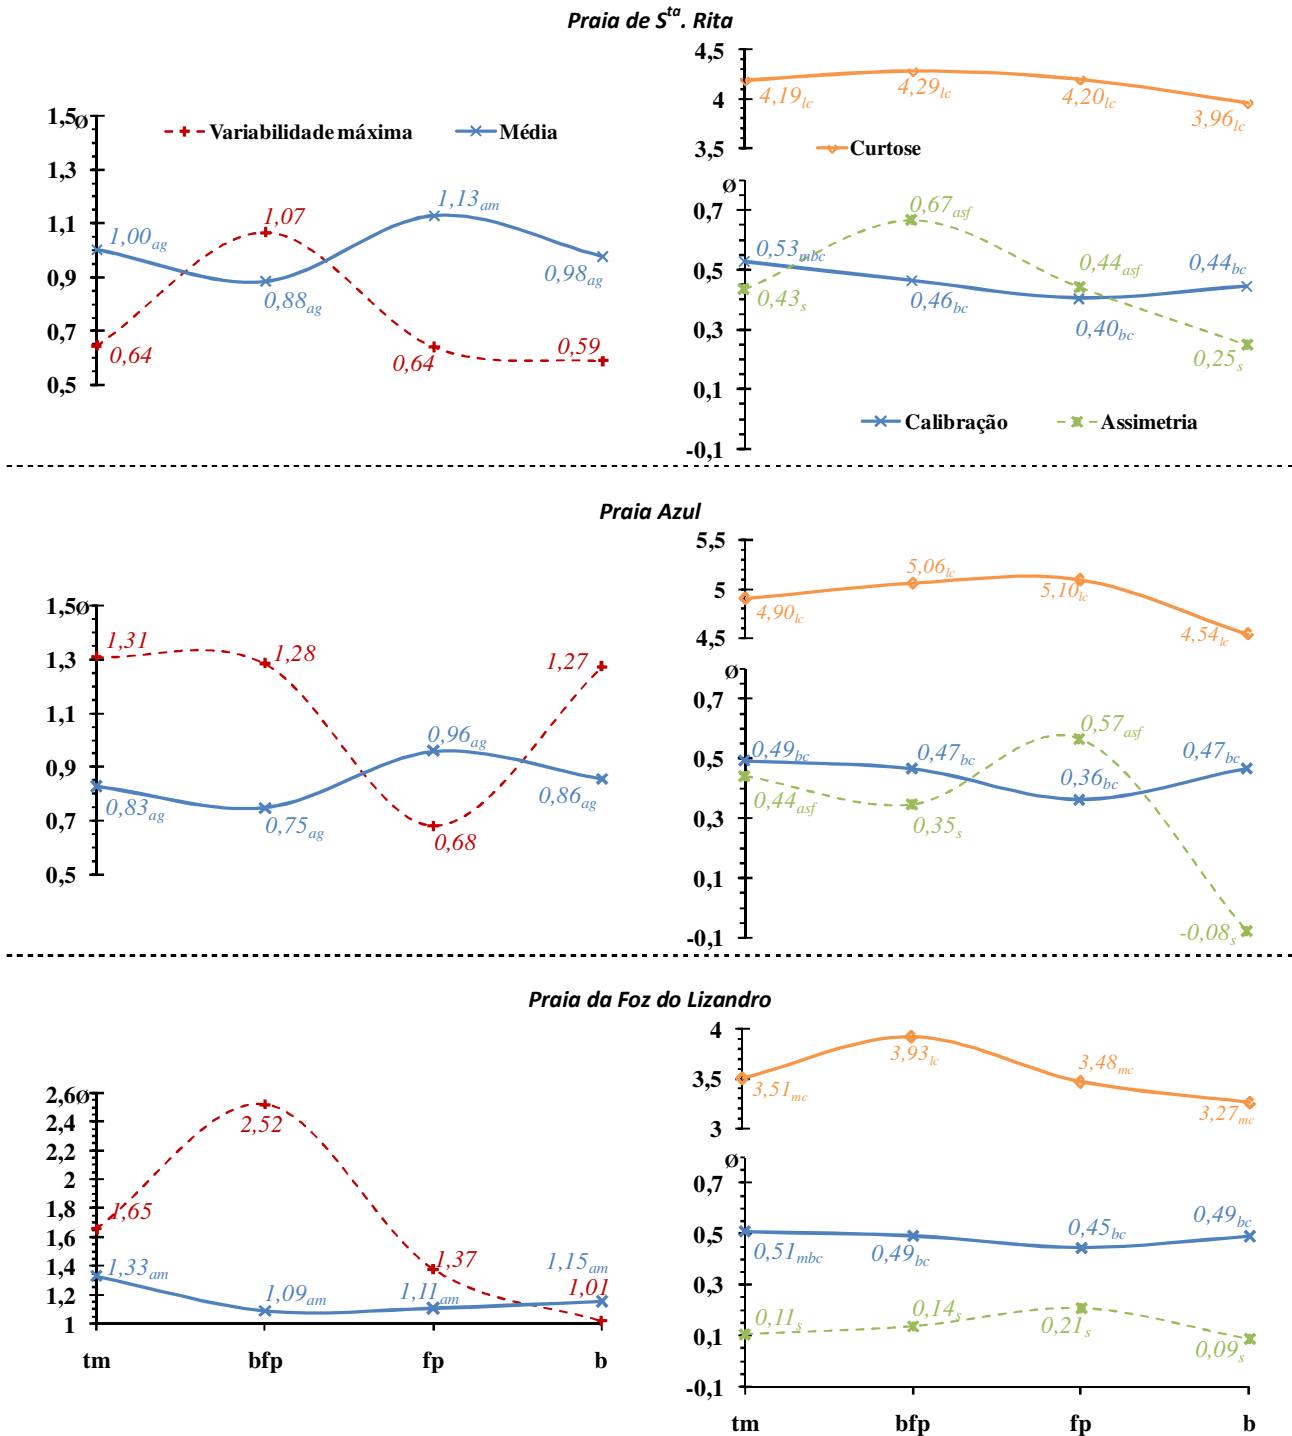 Praia de Sta. Rita
1,5
Ø
1,3
1,1
0,9
0,7
0,5
Variabilidade máxima
Média
1,00ag
0,88ag
1,13am
0,98ag
0,64
1,07
0,64
0,59
4,5
4
3,5
4,19lc
4,29lc
4,20lc
3,96lc
Curtose
Ø
0,7
0,5
0,3
0,1
-0,1
0,53mbc
0,46bc
0,40bc
0,44bc
0,43s
0,67asf
0,44asf
0,25s
Calibração
Assimetria
Praia Azul
1,5
Ø
1,3
1,1
0,9
0,7
0,5
1,31
1,28
0,68
1,27
0,83ag
0,75ag
0,96ag
0,86ag
5,5
5
4,5
4,90lc
5,06lc
5,10lc
4,54lc
Ø
0,7
0,5
0,3
0,1
-0,1
0,49bc
0,47bc
0,36bc
0,47bc
0,44asf
0,35s
0,57asf
-0,08s
Praia da Foz do Lizandro
2,6
Ø
2,4
2,2
2
1,8
1,6
1,4
1,2
1
1,65
2,52
1,37
1,01
1,33am
1,09am
1,11am
1,15am
tm
bfp
fp
b
4
3,5
3
3,51mc
3,93lc
3,48mc
3,27mc
Ø
0,7
0,5
0,3
0,1
-0,1
0,51mbc
0,49bc
0,45bc
0,49bc
0,11s
0,14s
0,21s
0,09s
tm
bfp
fp
b